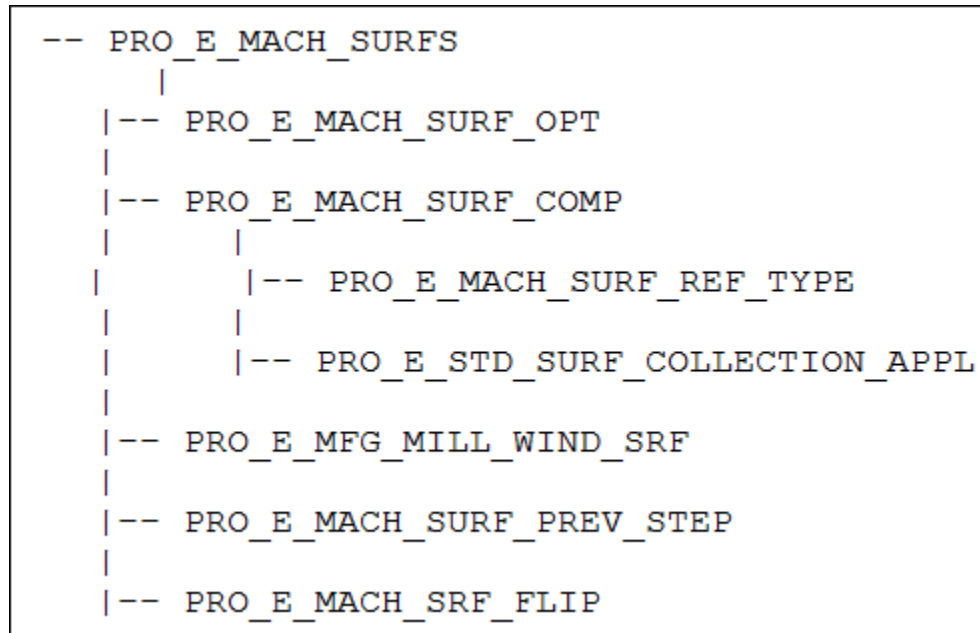 -- PRO_E_MACH_SURFS
      |
   |-- PRO_E_MACH_SURF_OPT
   |
   |-- PRO_E_MACH_SURF_COMP
   |       |
  |        |-- PRO_E_MACH_SURF_REF_TYPE
   |       |
   |       |-- PRO_E_STD_SURF_COLLECTION_APPL
   |
   |-- PRO_E_MFG_MILL_WIND_SRF
   |
   |-- PRO_E_MACH_SURF_PREV_STEP
   |
   |-- PRO_E_MACH_SRF_FLIP